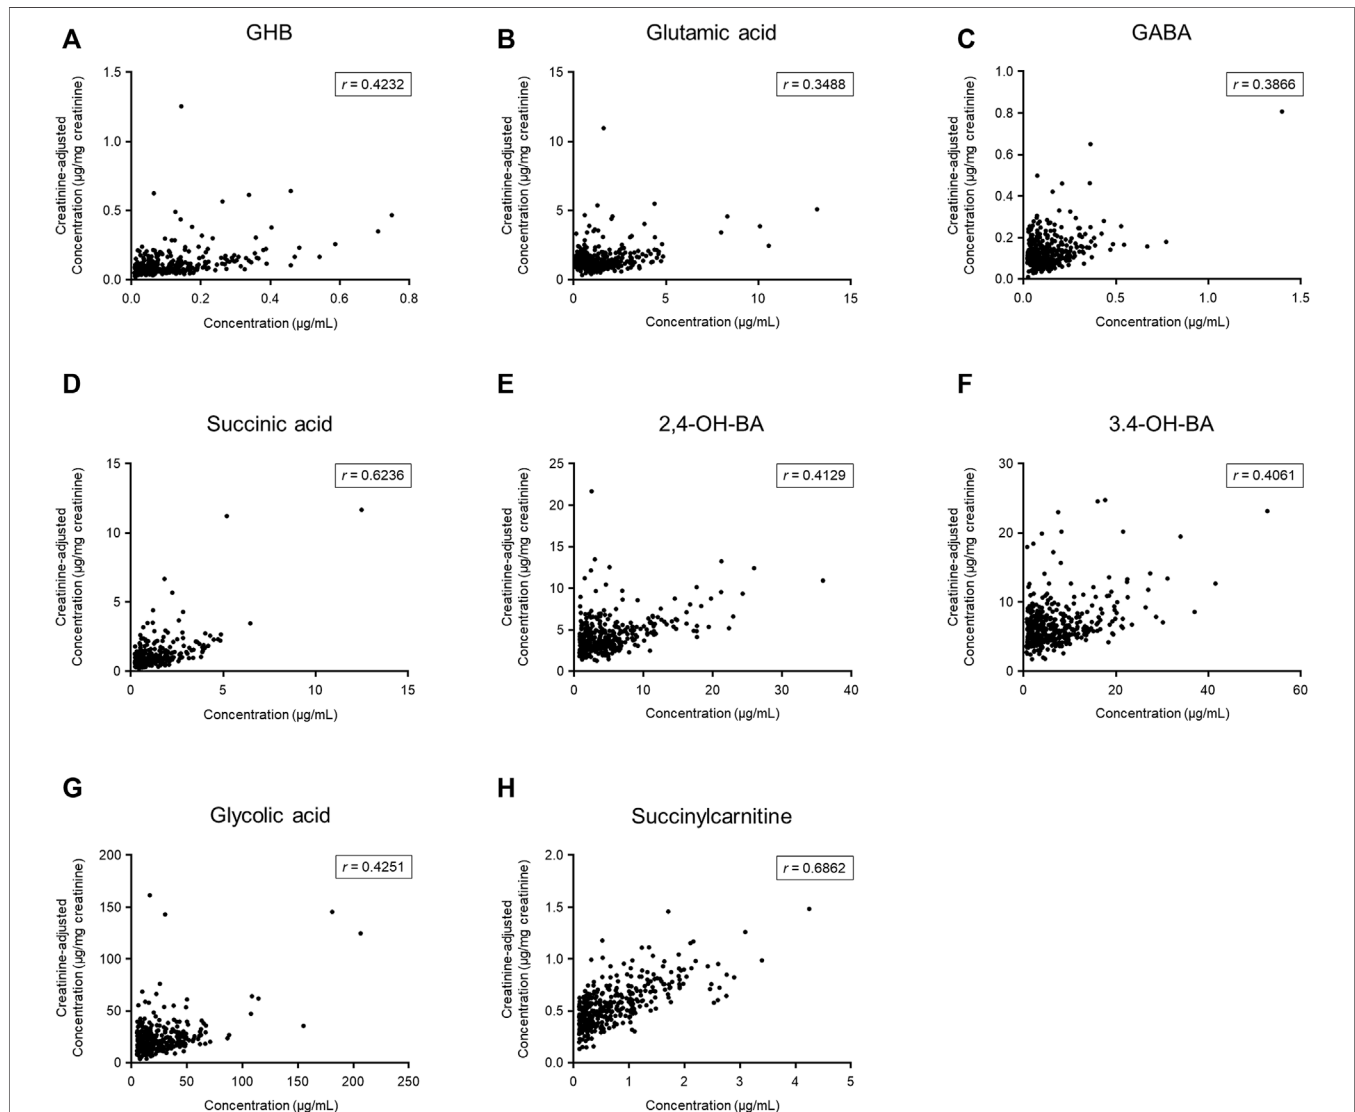 A
GHB
Creatinine-adjusted
Concentration (µg/mg creatinine)
1.5
1.0
0.5
0.0
r = 0.4232
0.0 0.2 0.4 0.6 0.8
Concentration (µg/mL)
B
Glutamic acid
Creatinine-adjusted
Concentration (µg/mg creatinine)
15
10
5
0
r = 0.3488
0 5 10 15
Concentration (µg/mL)
C
GABA
Creatinine-adjusted
Concentration (µg/mg creatinine)
1.0
0.8
0.6
0.4
0.2
0.0
r = 0.3866
0.0 0.5 1.0 1.5
Concentration (µg/mL)
D
Succinic acid
Creatinine-adjusted
Concentration (µg/mg creatinine)
15
10
5
0
r = 0.6236
0 5 10 15
Concentration (µg/mL)
E
2,4-OH-BA
Creatinine-adjusted
Concentration (µg/mg creatinine)
25
20
15
10
5
0
r = 0.4129
0 10 20 30 40
Concentration (µg/mL)
F
3.4-OH-BA
Creatinine-adjusted
Concentration (µg/mg creatinine)
30
20
10
0
r = 0.4061
0 20 40 60
Concentration (µg/mL)
G
Glycolic acid
Creatinine-adjusted
Concentration (µg/mg creatinine)
200
150
100
50
0
r = 0.4251
0 50 100 150 200 250
Concentration (µg/mL)
H
Succinylcarnitine
Creatinine-adjusted
Concentration (µg/mg creatinine)
2.0
1.5
1.0
0.5
0.0
r = 0.6862
0 1 2 3 4 5
Concentration (µg/mL)